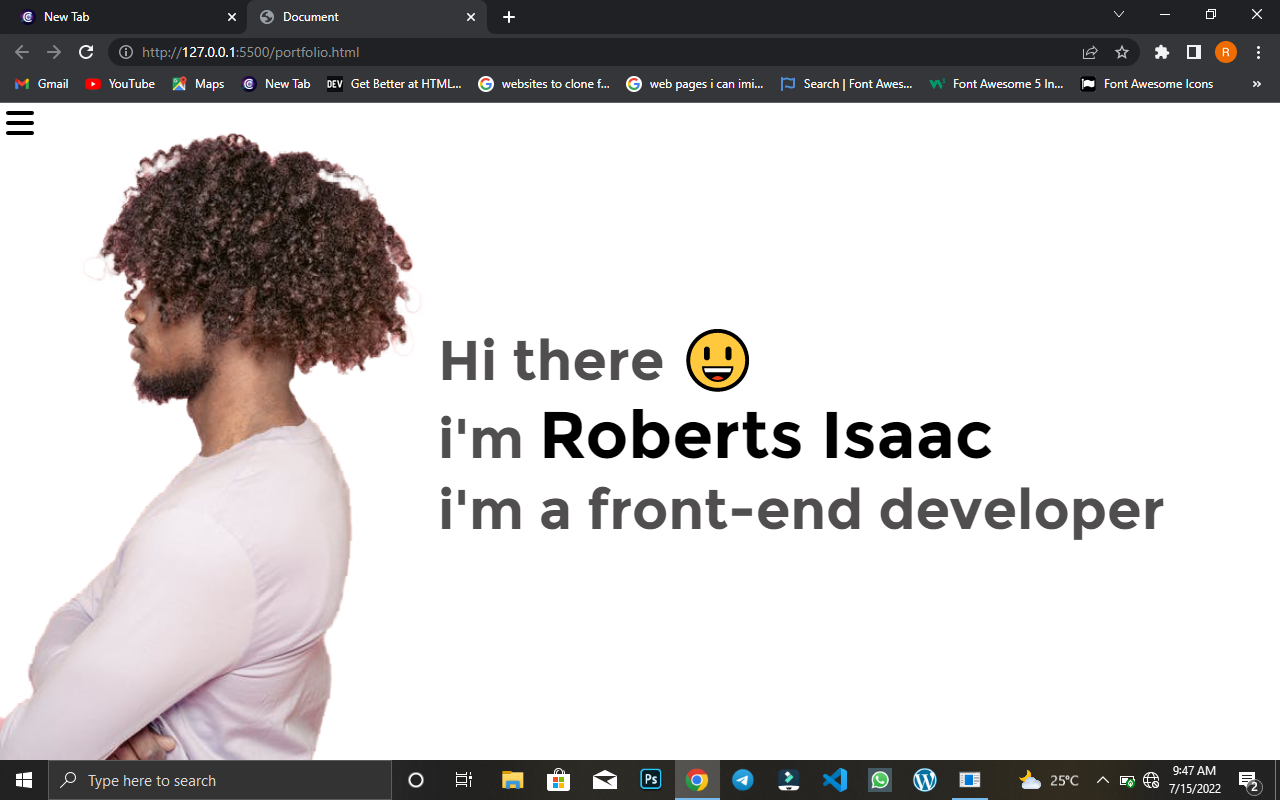 New Tab
Document
http://127.0.0.1:5500/portfolio.html
R
Gmail
YouTube
Maps
New Tab
DEV
Get Better at HTML...
websites to clone f...
web pages i can imi...
Search | Font Awes...
Font Awesome 5 In...
Font Awesome Icons
»
Hi there
i'm Roberts Isaac
i'm a front-end developer
Type here to search
Ps
25°C
9:47 AM
7/15/2022
2